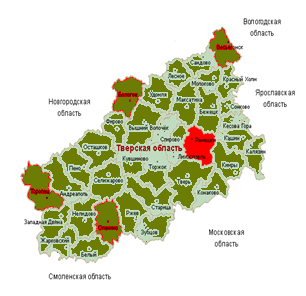 Вологодская
область
Весьегонск
Сандово
Лесное
Молоково
Красный Холм
Ярославская
область
Бологое
Удомля
Максатиха
Новгородская
область
Бежецк
Сонково
Фирово
Вышний Волочек
Кесова Гора
Спирово
Рамешки
Кашин
Тверская область
Осташков
Калязин
Лихославль
Кувшиново
Пено
Торжок
Кимры
Селижарово
Тверь
Торопец
Андреаполь
Конаково
Старица
Ржев
Нелидово
Западная Двина
Оленино
Зубцов
Московская
область
Жарковский
Белый
Смоленская область